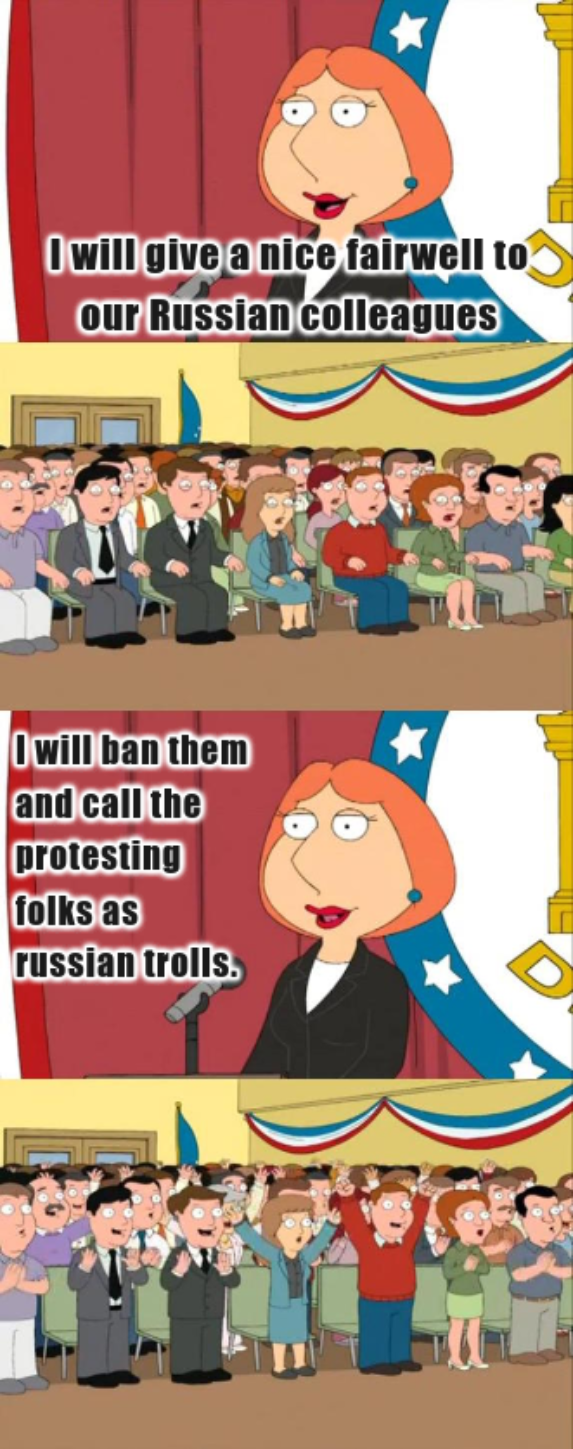 I will give a nice fairwell to
our Russian colleagues
I will ban them
and call the
protesting
folks as
russian trolls.